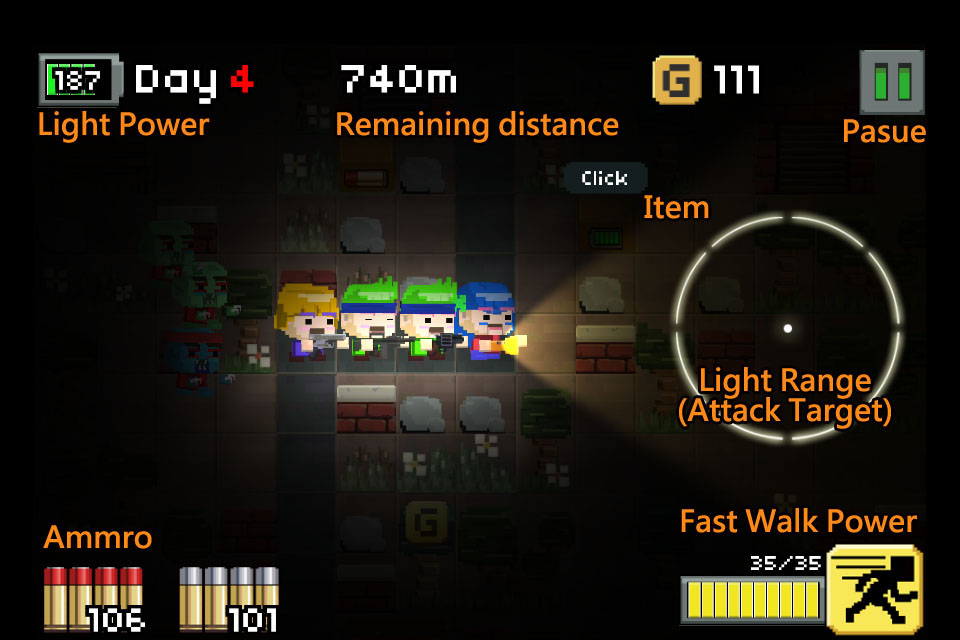 187 Day 4 740m G 111
Light Power Remaining distance Pasue
Click
Item
Light Range
(Attack Target)
G
Ammro
Fast Walk Power
35/35
106 101